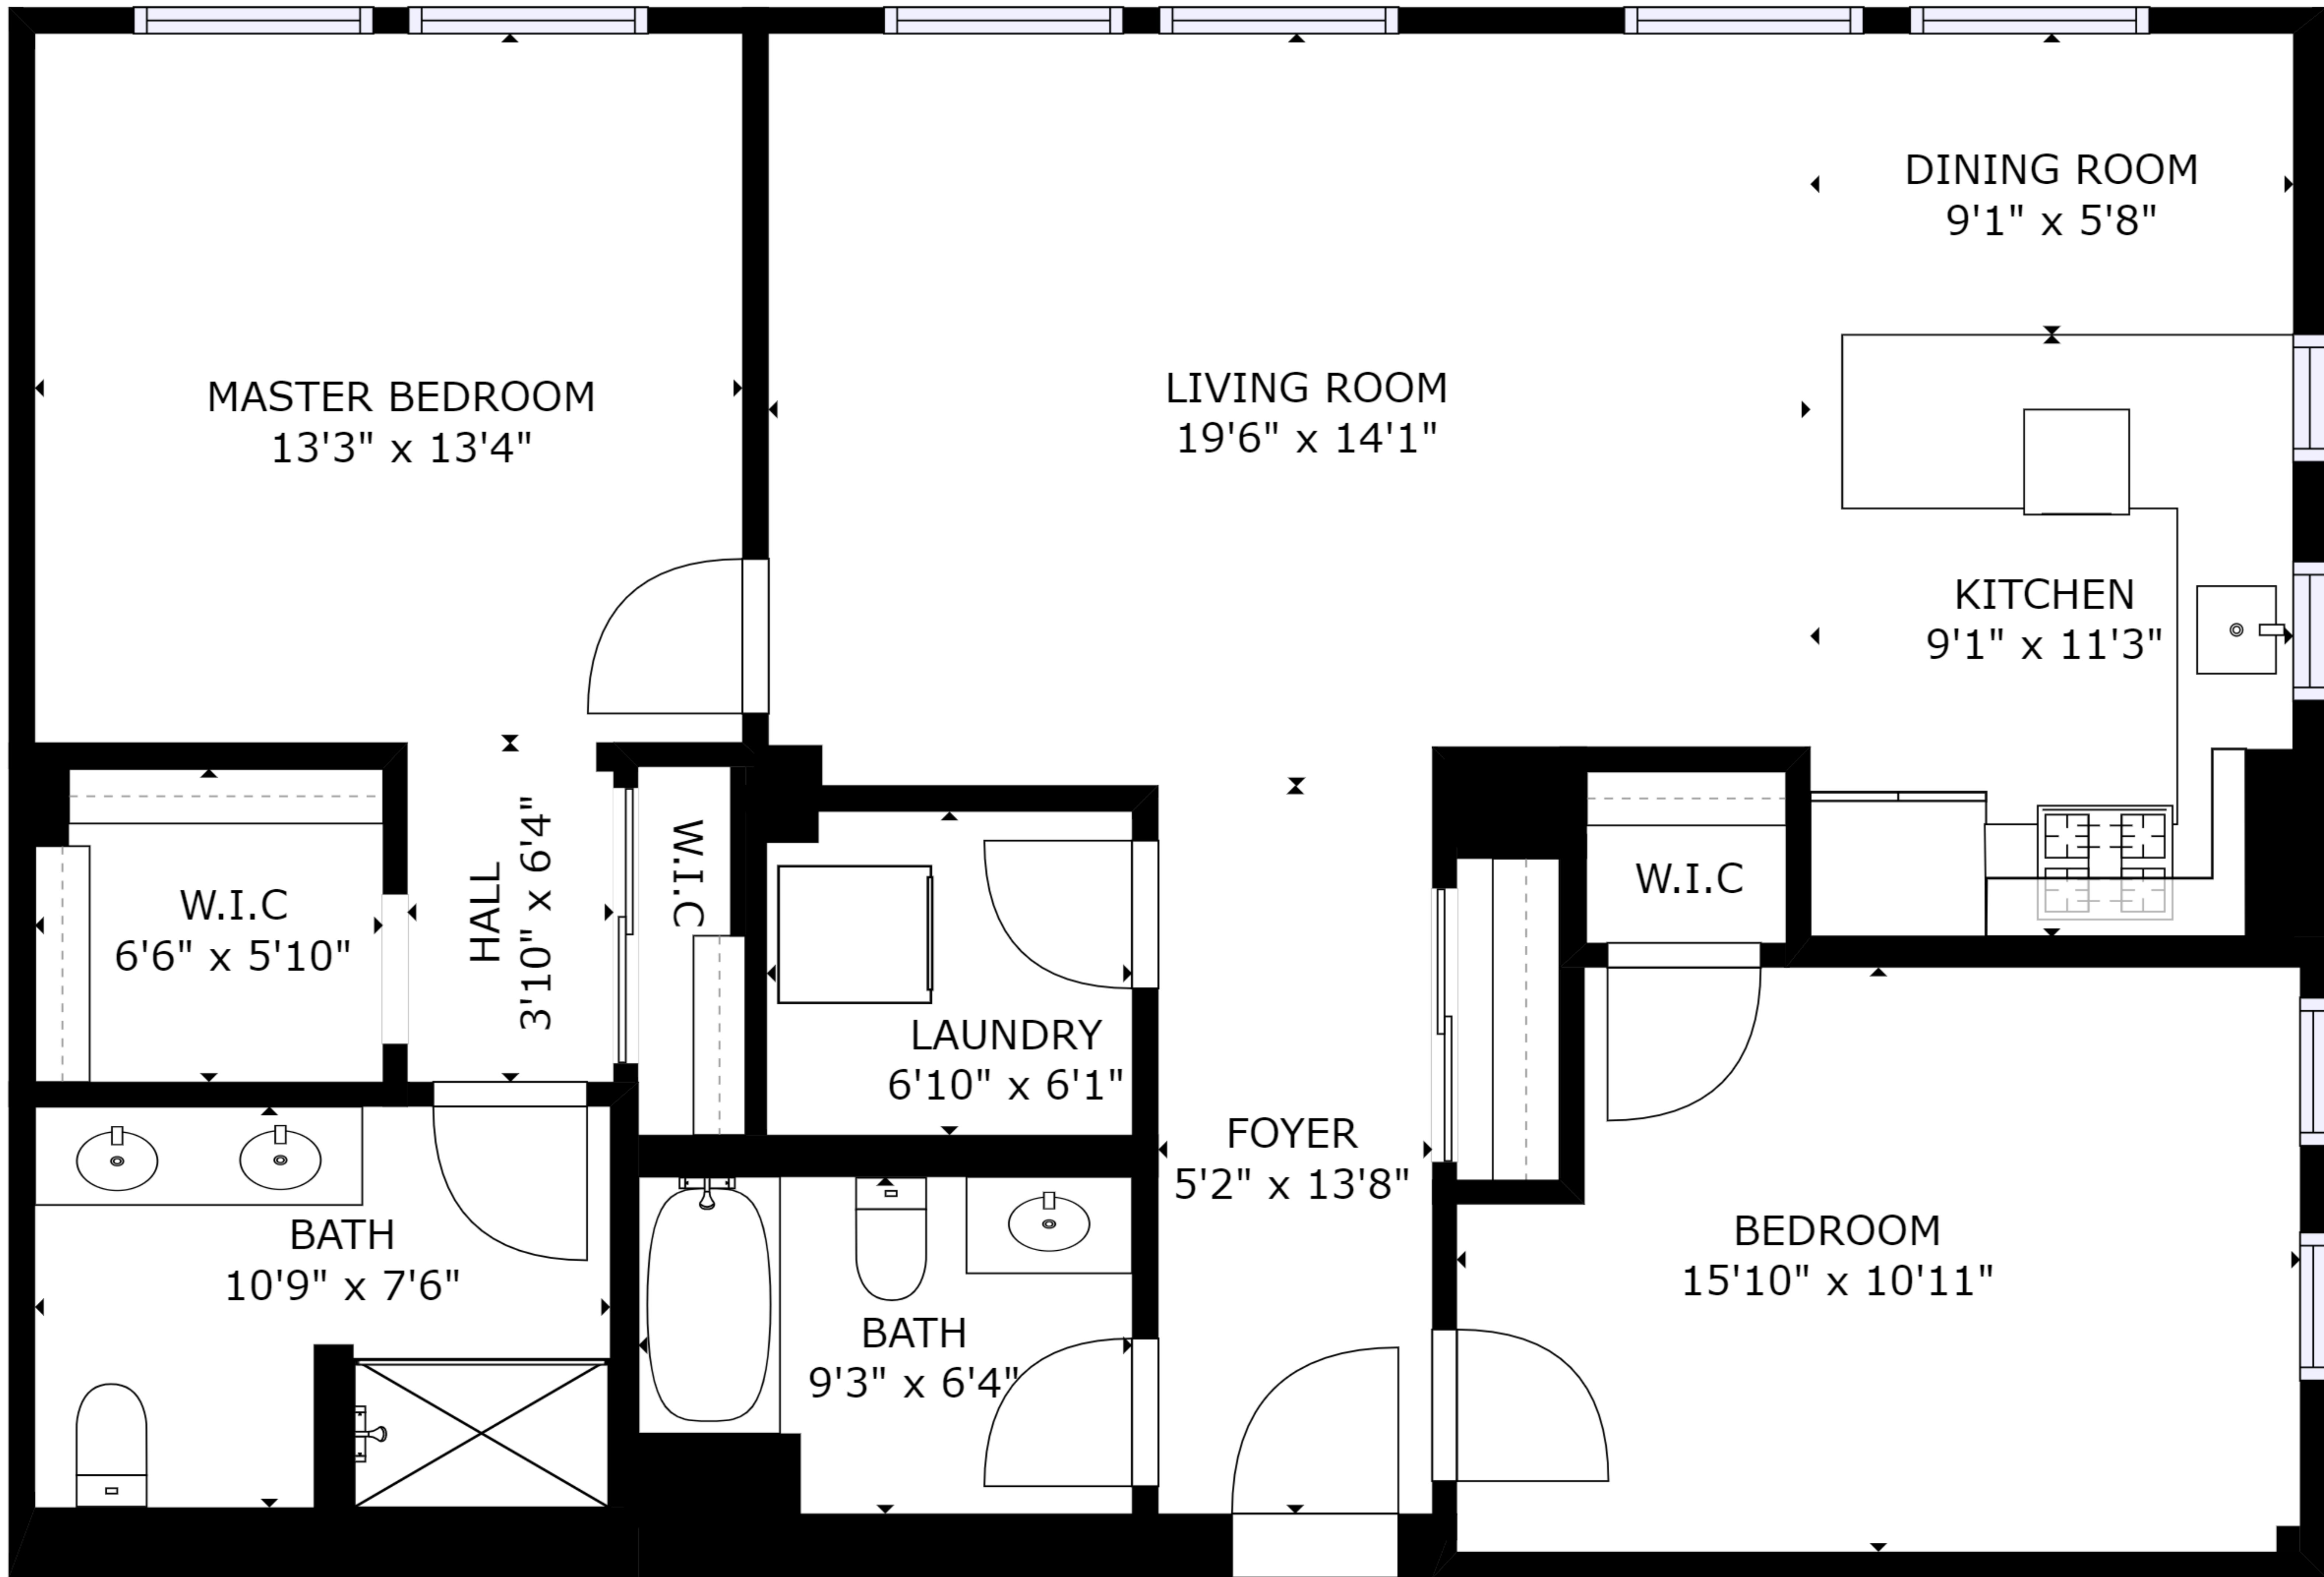 DINING ROOM
9'1" x 5'8"
MASTER BEDROOM
13'3" x 13'4"
LIVING ROOM
19'6" x 14'1"
KITCHEN
9'1" x 11'3"
W.I.C
6'6" x 5'10"
HALL
3'10" x 6'4"
W.I.C
W.I.C
LAUNDRY
6'10" x 6'1"
FOYER
5'2" x 13'8"
BATH
10'9" x 7'6"
BATH
9'3" x 6'4"
BEDROOM
15'10" x 10'11"